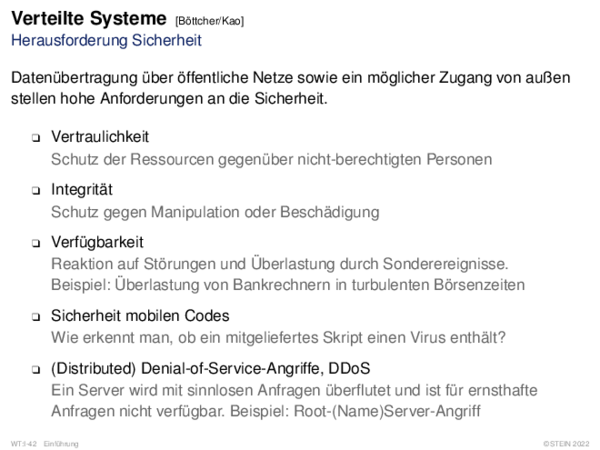 Verteilte Systeme [Böttcher/Kao]
Herausforderung Sicherheit
Datenübertragung über öffentliche Netze sowie ein möglicher Zugang von außen
stellen hohe Anforderungen an die Sicherheit.
❑ Vertraulichkeit
Schutz der Ressourcen gegenüber nicht-berechtigten Personen
❑ Integrität
Schutz gegen Manipulation oder Beschädigung
❑ Verfügbarkeit
Reaktion auf Störungen und Überlastung durch Sonderereignisse.
Beispiel: Überlastung von Bankrechnern in turbulenten Börsenzeiten
❑ Sicherheit mobilen Codes
Wie erkennt man, ob ein mitgeliefertes Skript einen Virus enthält?
❑ (Distributed) Denial-of-Service-Angriffe, DDoS
Ein Server wird mit sinnlosen Anfragen überflutet und ist für ernsthafte
Anfragen nicht verfügbar. Beispiel: Root-(Name)Server-Angriff
WT:I-42 Einführung ©STEIN 2022